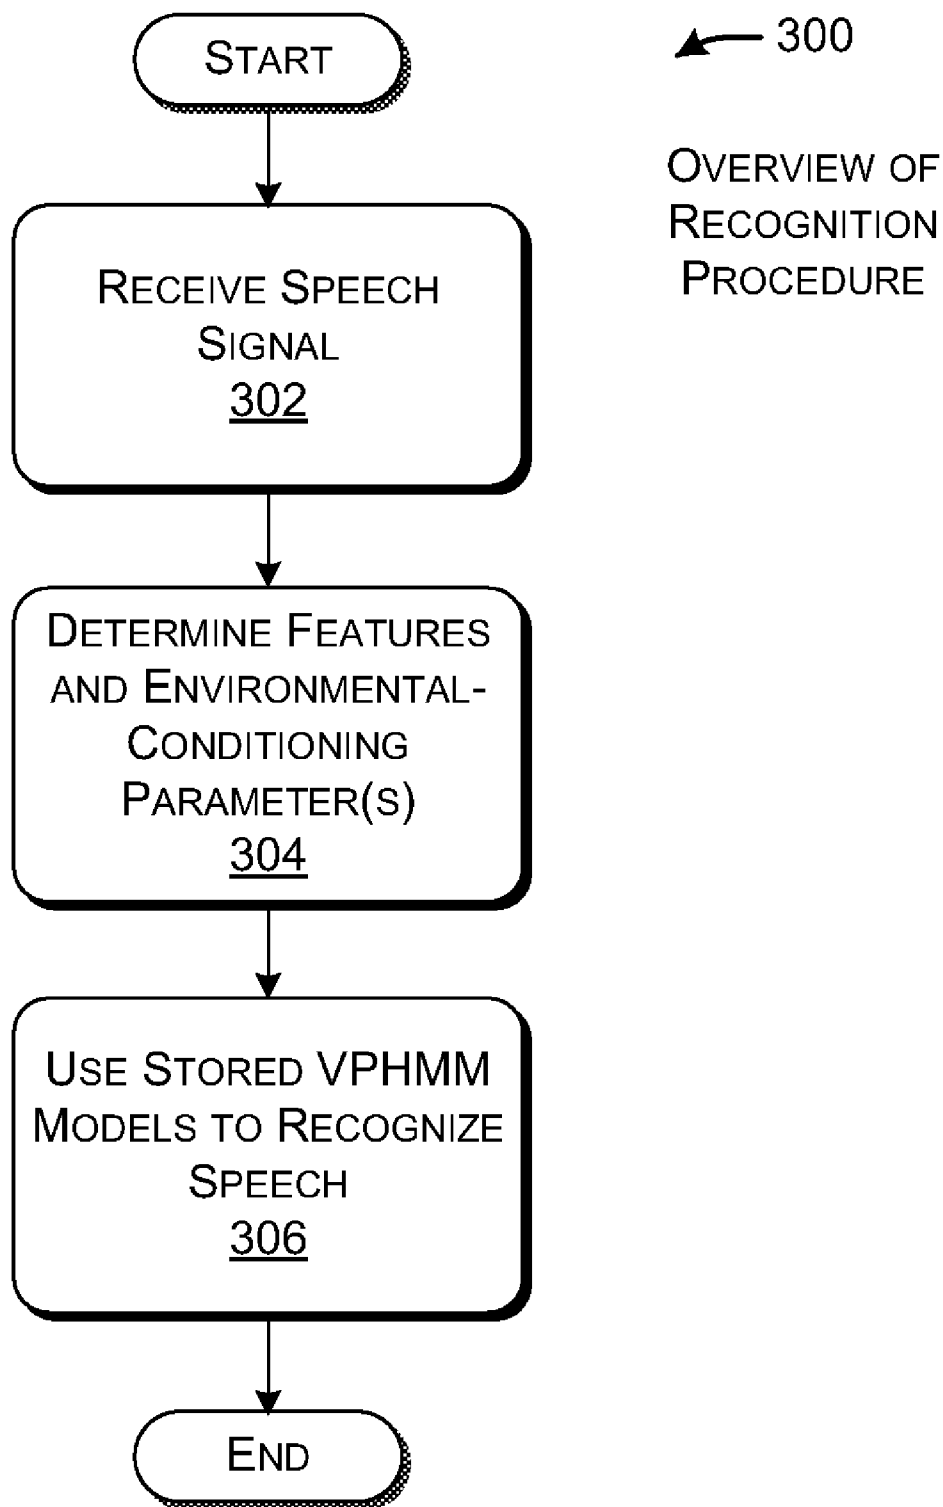 START
300
OVERVIEW OF
RECOGNITION
PROCEDURE
RECEIVE SPEECH
SIGNAL
302
DETERMINE FEATURES
AND ENVIRONMENTAL-
CONDITIONING
PARAMETER(S)
304
USE STORED VPHMM
MODELS TO RECOGNIZE
SPEECH
306
END